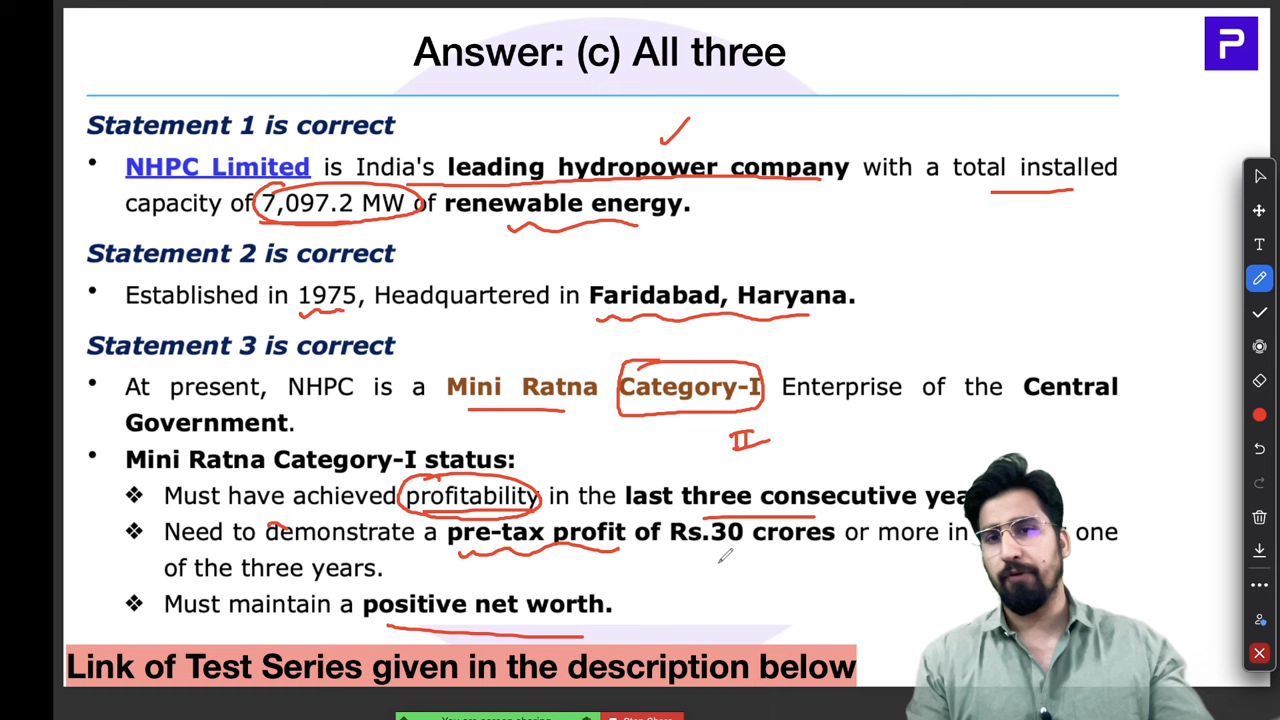 Answer: (c) All three
P
Statement 1 is correct
• NHPC Limited is India's leading hydropower company with a total installed
capacity of 7,097.2 MW of renewable energy.
Statement 2 is correct
• Established in 1975, Headquartered in Faridabad, Haryana.
Statement 3 is correct
• At present, NHPC is a Mini Ratna Category-I Enterprise of the Central
Government.
II
• Mini Ratna Category-I status:
❖ Must have achieved profitability in the last three consecutive yea
❖ Need to demonstrate a pre-tax profit of Rs.30 crores or more in one
of the three years.
❖ Must maintain a positive net worth.
Link of Test Series given in the description below
T